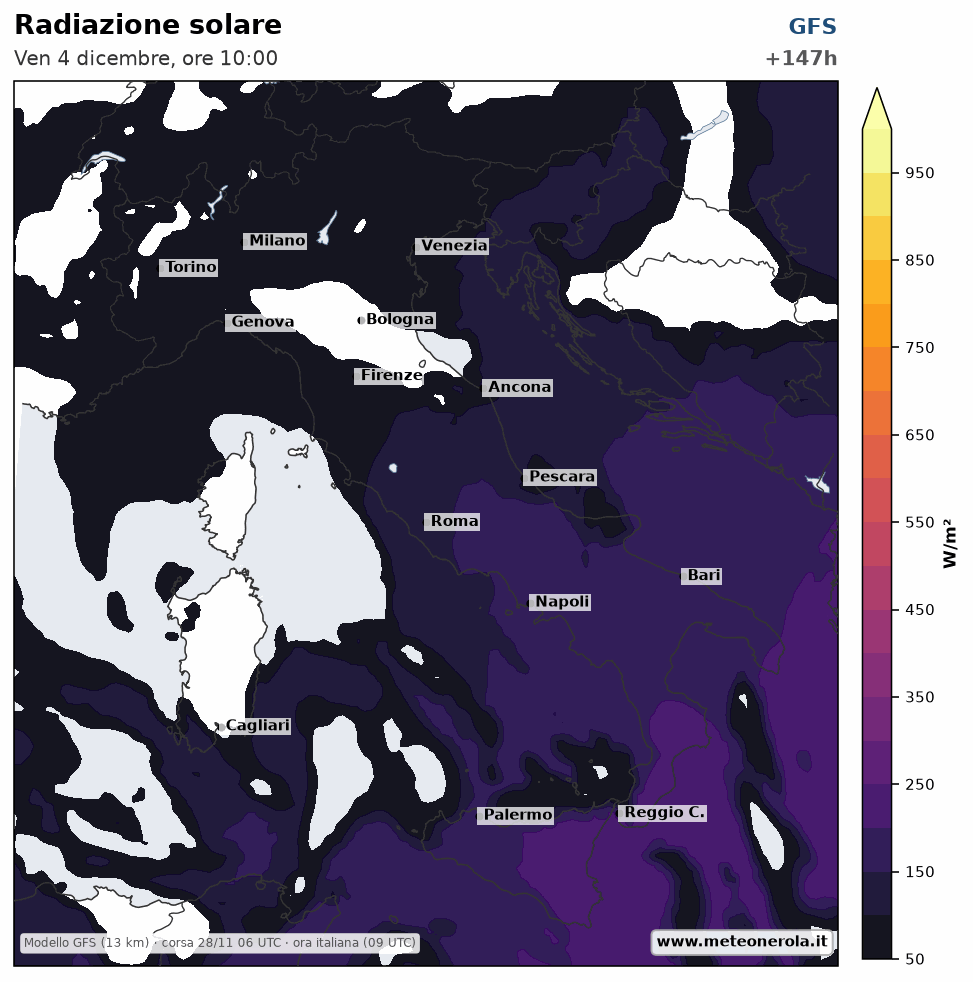 Radiazione solare
GFS
Ven 4 dicembre, ore 10:00
+147h
Milano
Venezia
Torino
Genova
Bologna
Firenze
Ancona
Pescara
Roma
Bari
Napoli
Cagliari
Palermo
Reggio C.
950
850
750
650
550
450
350
250
150
50
W/m²
Modello GFS (13 km) · corsa 28/11 06 UTC · ora italiana (09 UTC)
www.meteonerola.it